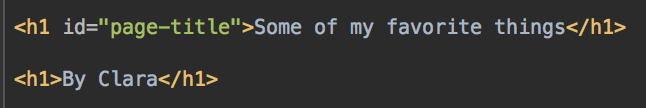 <h1 id="page-title">Some of my favorite things</h1>
<h1>By Clara</h1>